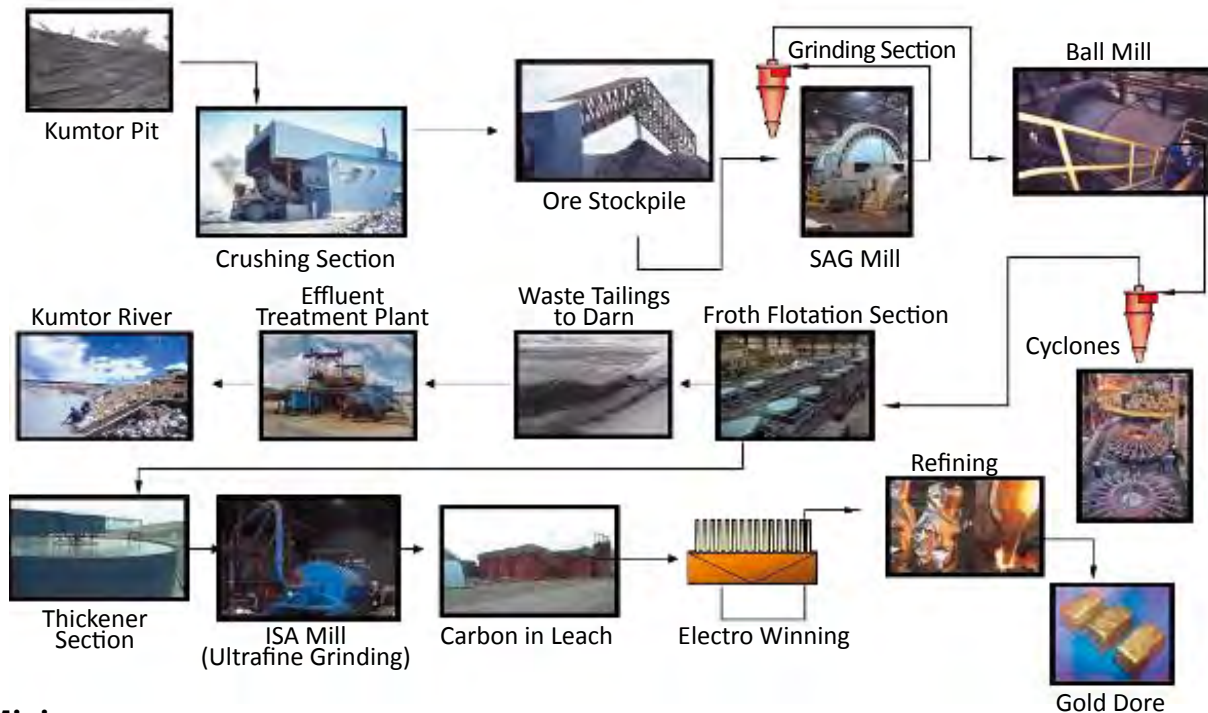 Grinding Section
Ball Mill
Kumtor Pit
Ore Stockpile
Crushing Section
SAG Mill
Kumtor River
Effluent
Treatment Plant
Waste Tailings
to Darn
Froth Flotation Section
Cyclones
Refining
Thickener
Section
ISA Mill
(Ultrafine Grinding)
Carbon in Leach
Electro Winning
Gold Dore